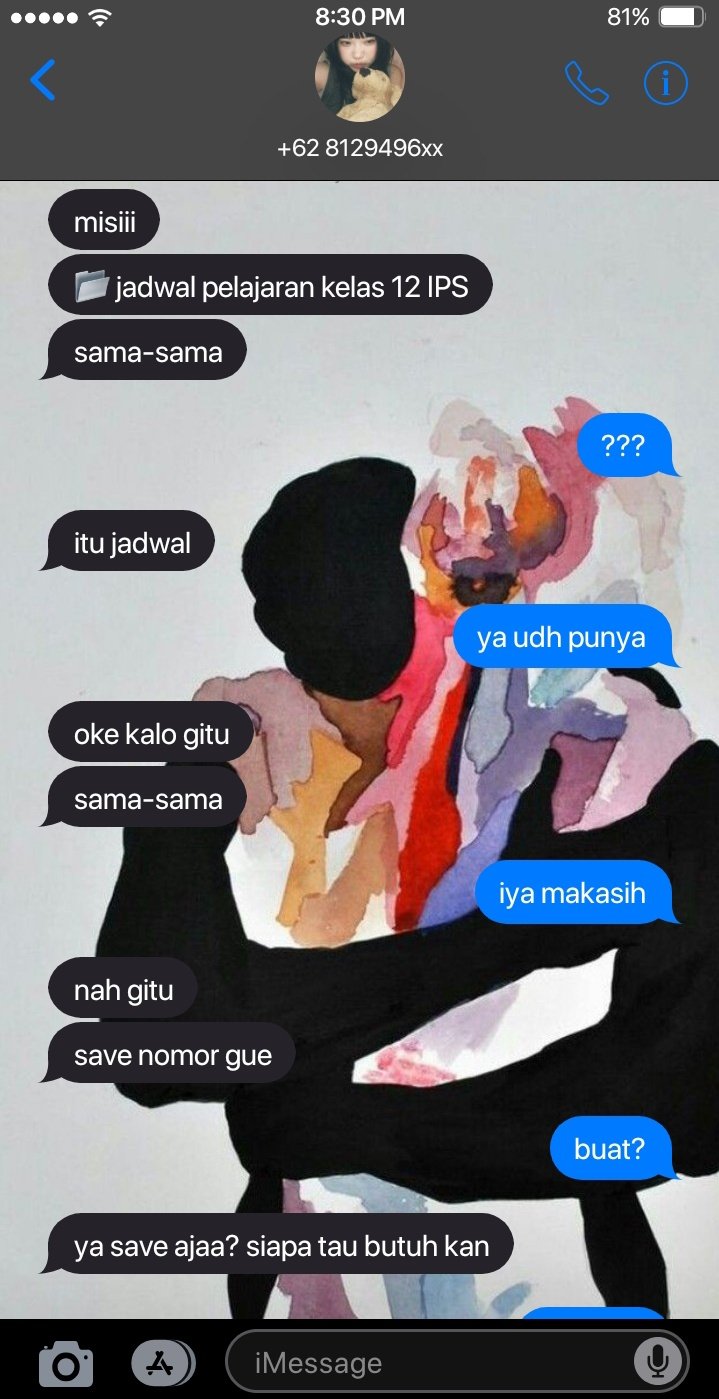 8:30 PM
81%
+62 8129496xx
misiii
📁 jadwal pelajaran kelas 12 IPS
sama-sama
???
itu jadwal
ya udh punya
oke kalo gitu
sama-sama
iya makasih
nah gitu
save nomor gue
buat?
ya save ajaa? siapa tau butuh kan
iMessage